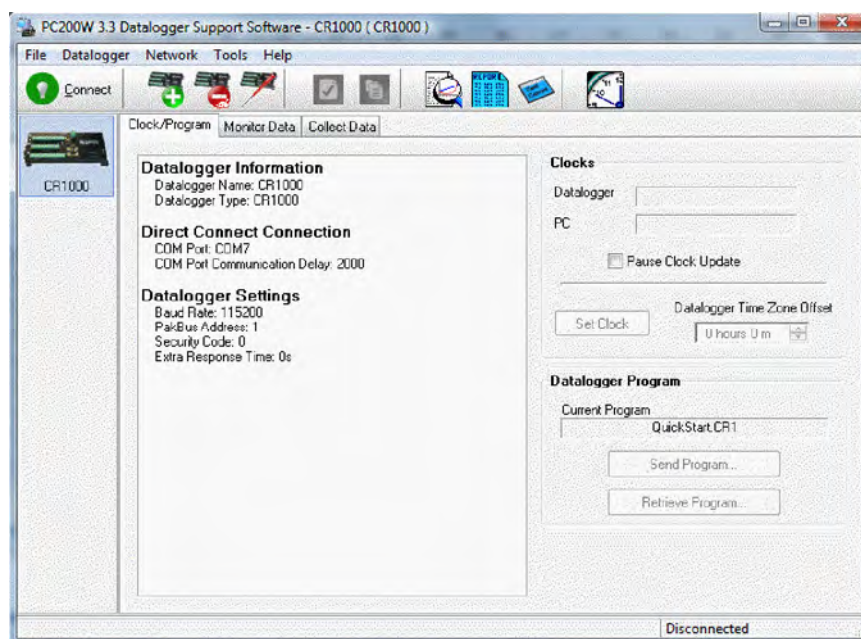 PC200W 3.3 Datalogger Support Software - CR1000 ( CR1000 )
File Datalogger Network Tools Help
Connect
CR1000
Clock/Program Monitor Data Collect Data
Datalogger Information
Datalogger Name: CR1000
Datalogger Type: CR1000
Direct Connect Connection
COM Port: COM7
COM Port Communication Delay: 2000
Datalogger Settings
Baud Rate: 115200
PakBus Address: 1
Security Code: 0
Extra Response Time: 0s
Clocks
Datalogger
PC
Pause Clock Update
Datalogger Time Zone Offset
Set Clock
0 hours 0 m
Datalogger Program
Current Program
QuickStart.CR1
Send Program...
Retrieve Program...
Disconnected